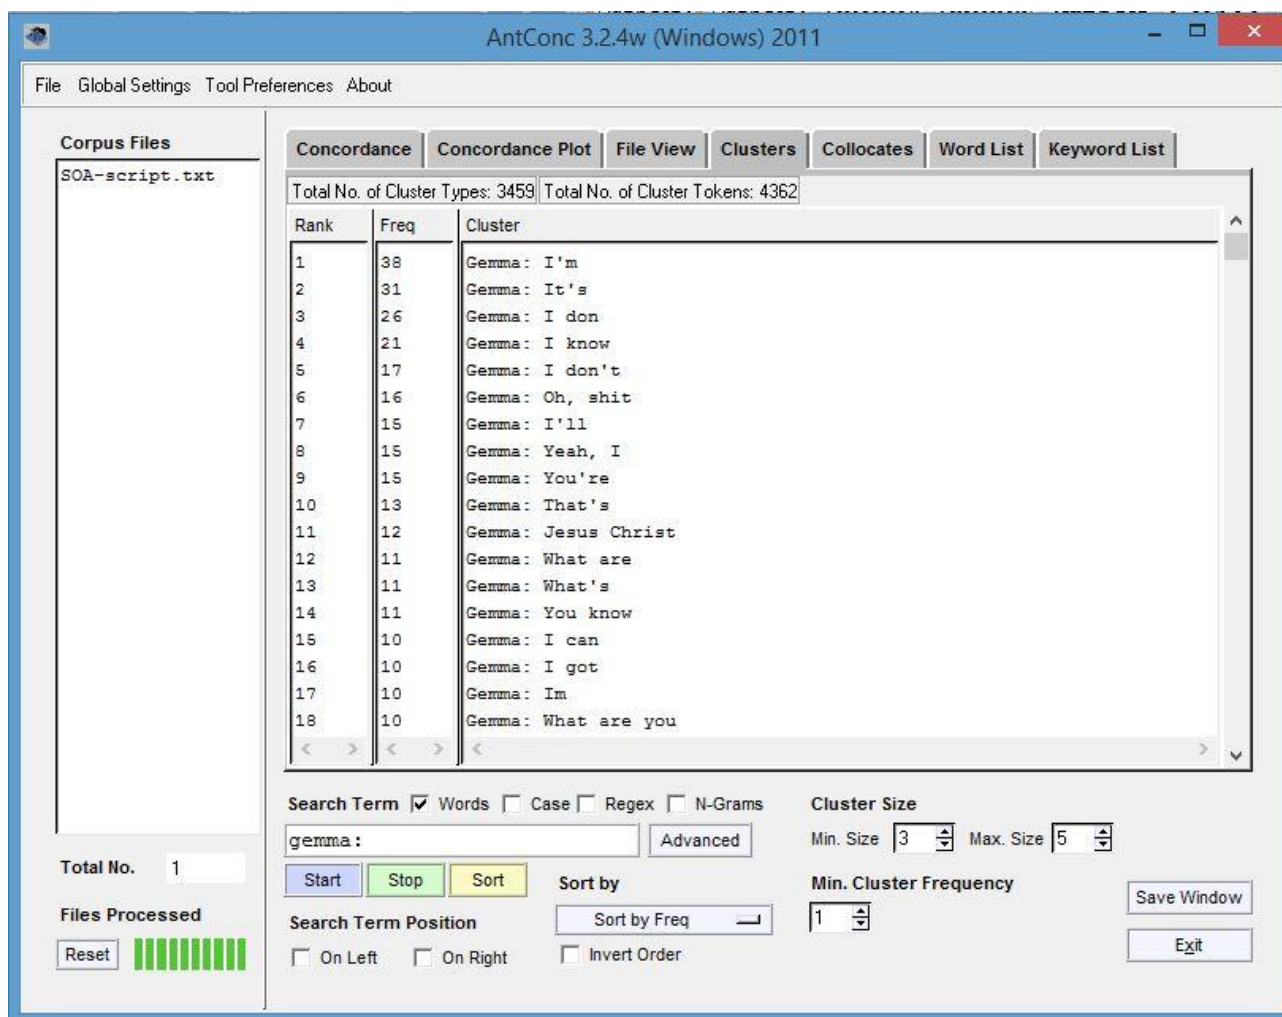 AntConc 3.2.4w (Windows) 2011
File Global Settings Tool Preferences About
Corpus Files
SOA-script.txt
Concordance Concordance Plot File View Clusters Collocates Word List Keyword List
Total No. of Cluster Types: 3459 Total No. of Cluster Tokens: 4362
Rank Freq Cluster
1 38 Gemma: I'm
2 31 Gemma: It's
3 26 Gemma: I don
4 21 Gemma: I know
5 17 Gemma: I don't
6 16 Gemma: Oh, shit
7 15 Gemma: I'll
8 15 Gemma: Yeah, I
9 15 Gemma: You're
10 13 Gemma: That's
11 12 Gemma: Jesus Christ
12 11 Gemma: What are
13 11 Gemma: What's
14 11 Gemma: You know
15 10 Gemma: I can
16 10 Gemma: I got
17 10 Gemma: Im
18 10 Gemma: What are you
Search Term Words Case Regex N-Grams Cluster Size
gemma: Advanced Min. Size 3 Max. Size 5
Total No. 1
Start Stop Sort Sort by Min. Cluster Frequency
Files Processed
Search Term Position Sort by Freq 1 Save Window
Reset On Left On Right Invert Order Exit